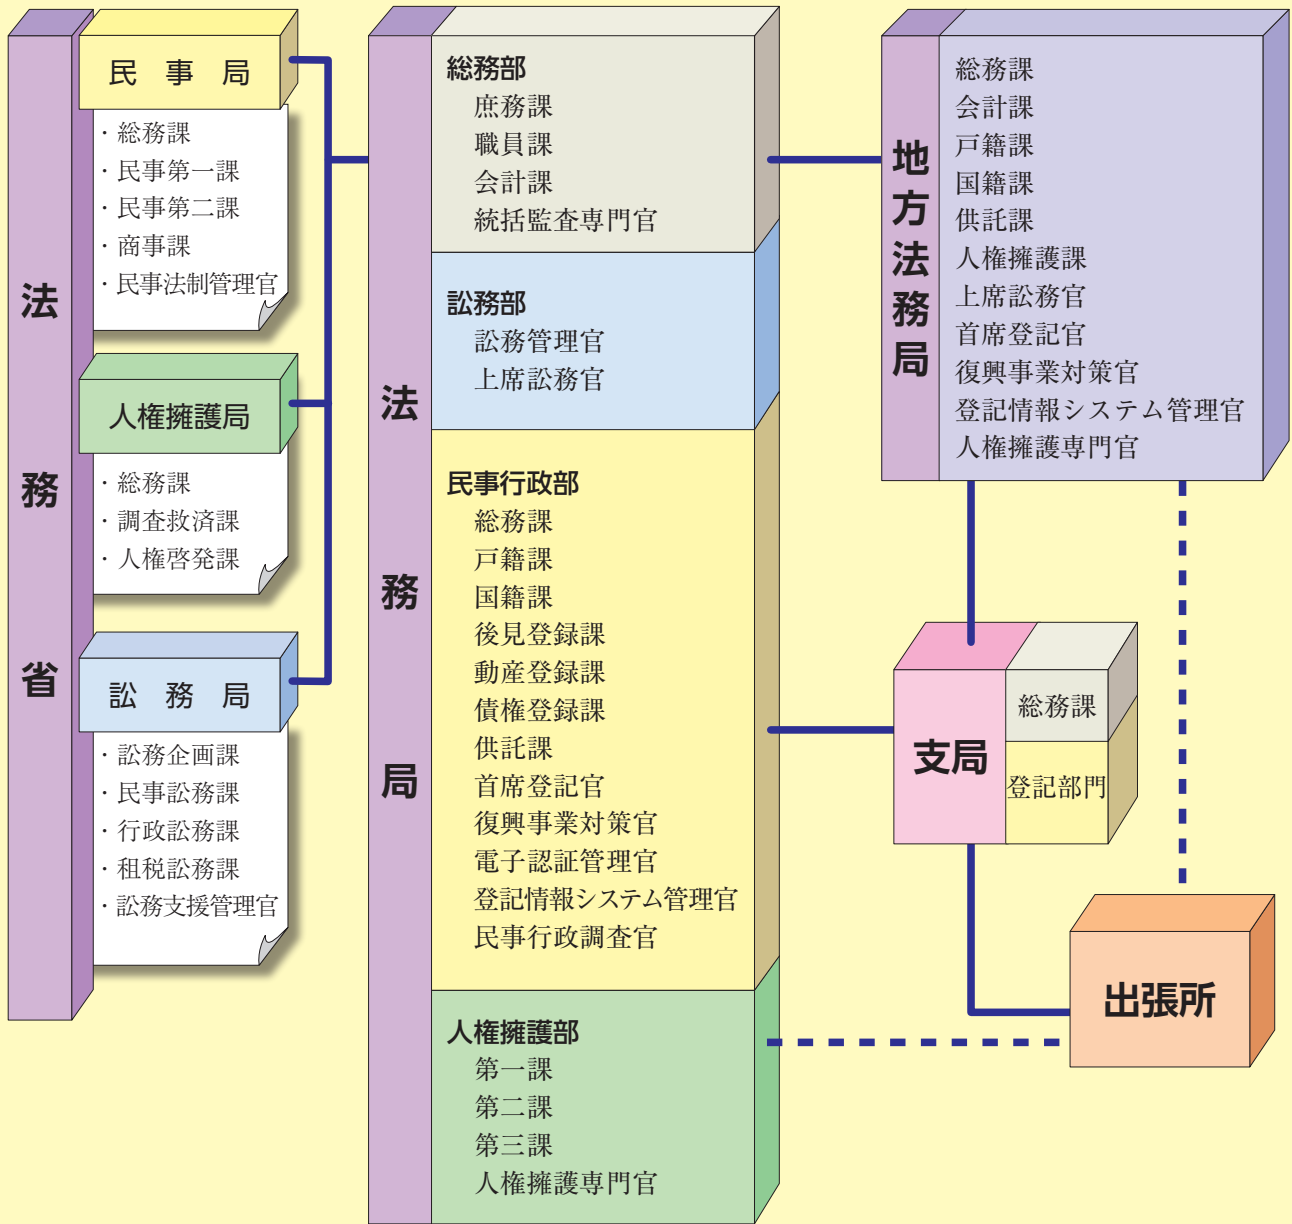 法務省
民事局
・総務課
・民事第一課
・民事第二課
・商事課
・民事法制管理官
人権擁護局
・総務課
・調査救済課
・人権啓発課
訟務局
・訟務企画課
・民事訟務課
・行政訟務課
・租税訟務課
・訟務支援管理官
法務局
総務部
庶務課
職員課
会計課
統括監査専門官
訟務部
訟務管理官
上席訟務官
民事行政部
総務課
戸籍課
国籍課
後見登録課
動産登録課
債権登録課
供託課
首席登記官
復興事業対策官
電子認証管理官
登記情報システム管理官
民事行政調査官
人権擁護部
第一課
第二課
第三課
人権擁護専門官
地方法務局
総務課
会計課
戸籍課
国籍課
供託課
人権擁護課
上席訟務官
首席登記官
復興事業対策官
登記情報システム管理官
人権擁護専門官
支局
総務課
登記部門
出張所